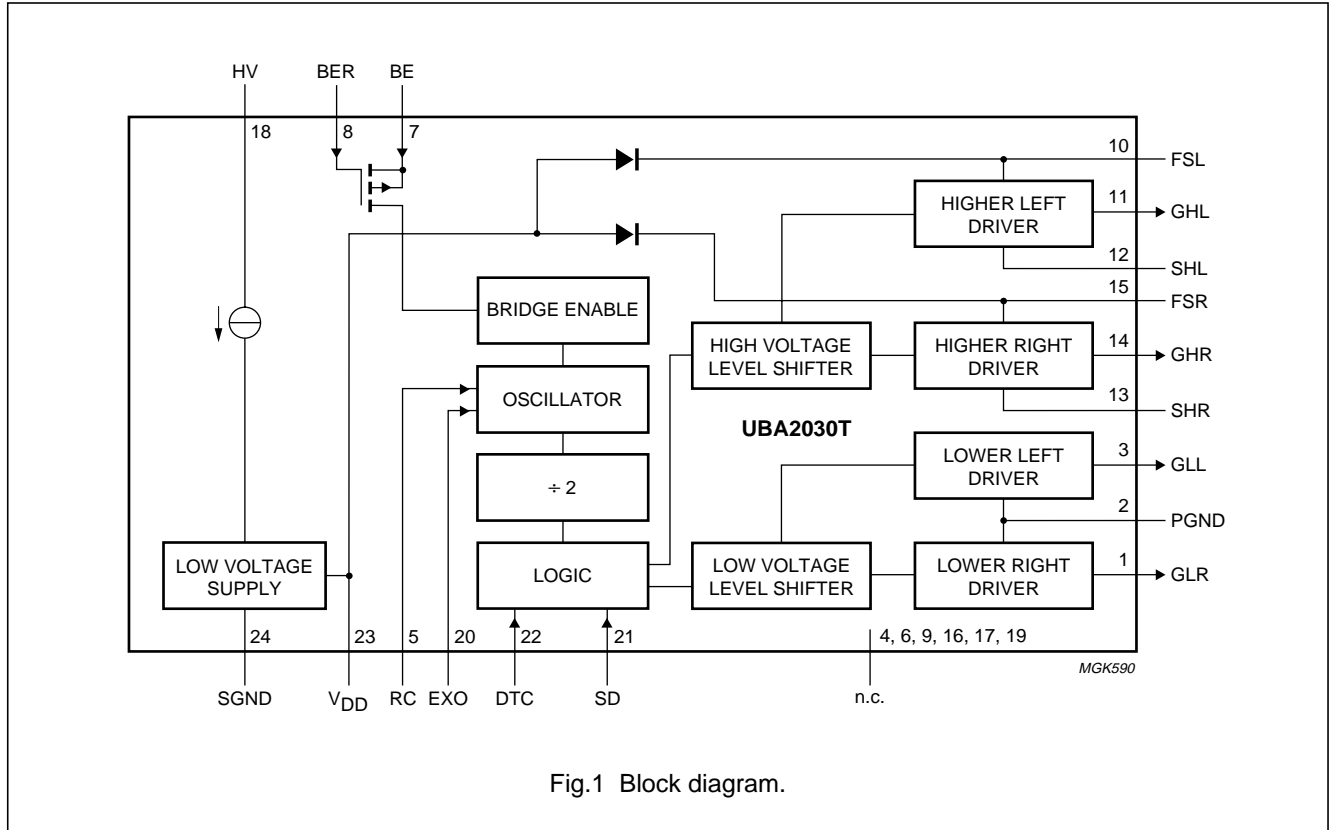 HV
BER
BE
18
8
7
10
FSL
HIGHER LEFT
DRIVER
11
GHL
12
SHL
15
FSR
BRIDGE ENABLE
HIGH VOLTAGE
LEVEL SHIFTER
HIGHER RIGHT
DRIVER
14
GHR
13
SHR
OSCILLATOR
UBA2030T
LOWER LEFT
DRIVER
3
GLL
÷ 2
2
PGND
LOW VOLTAGE
SUPPLY
LOGIC
LOW VOLTAGE
LEVEL SHIFTER
LOWER RIGHT
DRIVER
1
GLR
24
23
5
20
22
21
4, 6, 9, 16, 17, 19
MGK590
SGND
VDD
RC
EXO
DTC
SD
n.c.
Fig.1 Block diagram.